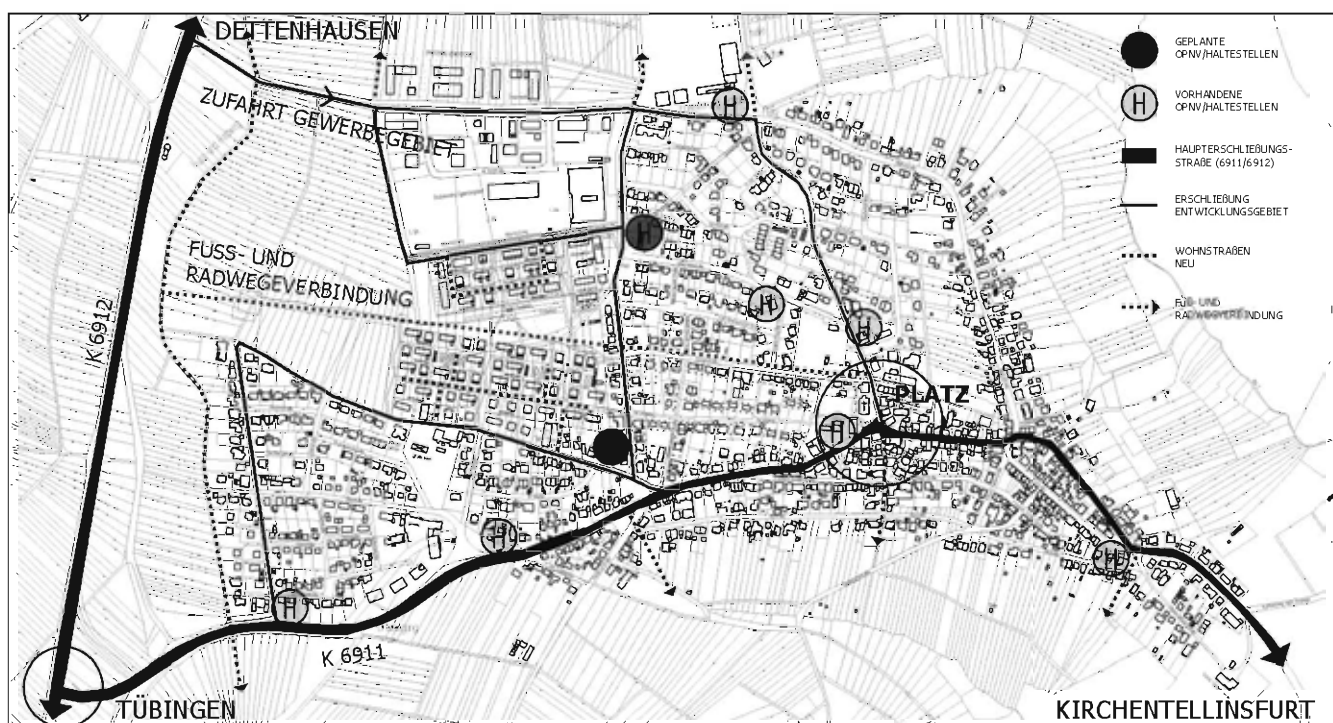 DETTENHAUSEN
ZUFAHRT GEWERBEGEBIET
H
H
FUSS- UND
RADWEGEVERBINDUNG
K 6912
H
H
PLATZ
H
H
H
H
K 6911
TÜBINGEN
KIRCHENTELLINSFURT
GEPLANTE
ÖPNV/HALTESTELLEN
H
VORHANDENE
ÖPNV/HALTESTELLEN
HAUPTERSCHLIEßUNGS-
STRAßE (6911/6912)
ERSCHLIEßUNG
ENTWICKLUNGSGEBIET
WOHNSTRAßEN
NEU
FUß- UND
RADWEGVERBINDUNG